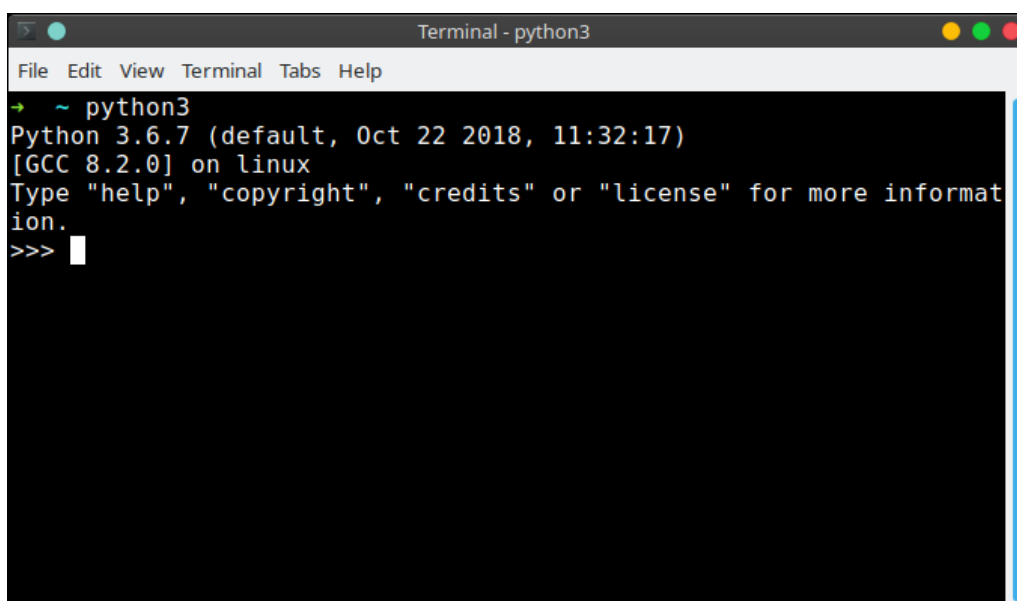 Terminal - python3
File Edit View Terminal Tabs Help
→ ~ python3
Python 3.6.7 (default, Oct 22 2018, 11:32:17)
[GCC 8.2.0] on linux
Type "help", "copyright", "credits" or "license" for more informat
ion.
>>>